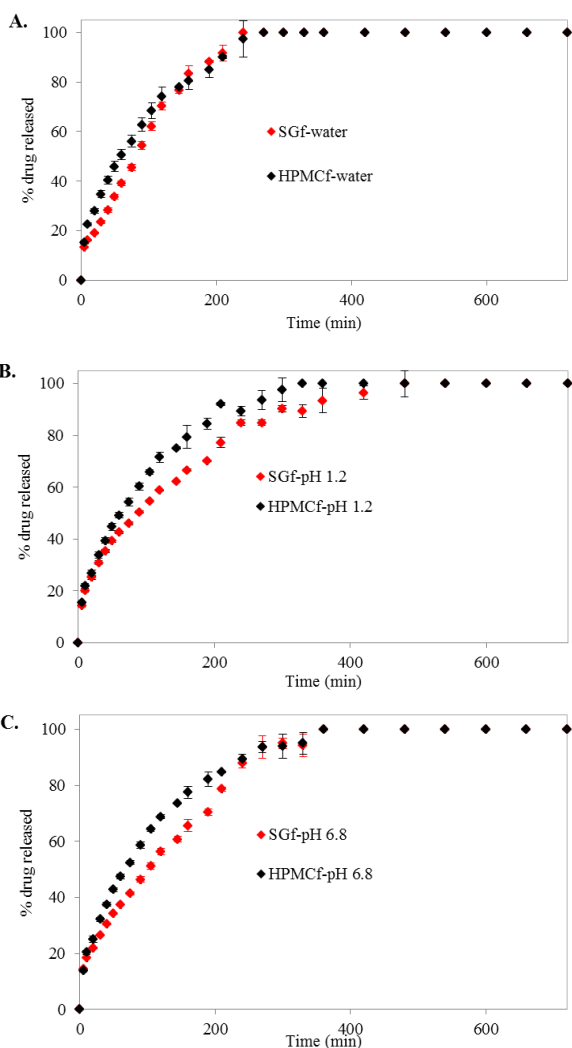 A.
% drug released
100
80
60
40
20
0
SGf-water
HPMCf-water
0 200 400 600
Time (min)
B.
% drug released
100
80
60
40
20
0
SGf-pH 1.2
HPMCf-pH 1.2
0 200 400 600
Time (min)
C.
% drug released
100
80
60
40
20
0
SGf-pH 6.8
HPMCf-pH 6.8
0 200 400 600
Time (min)